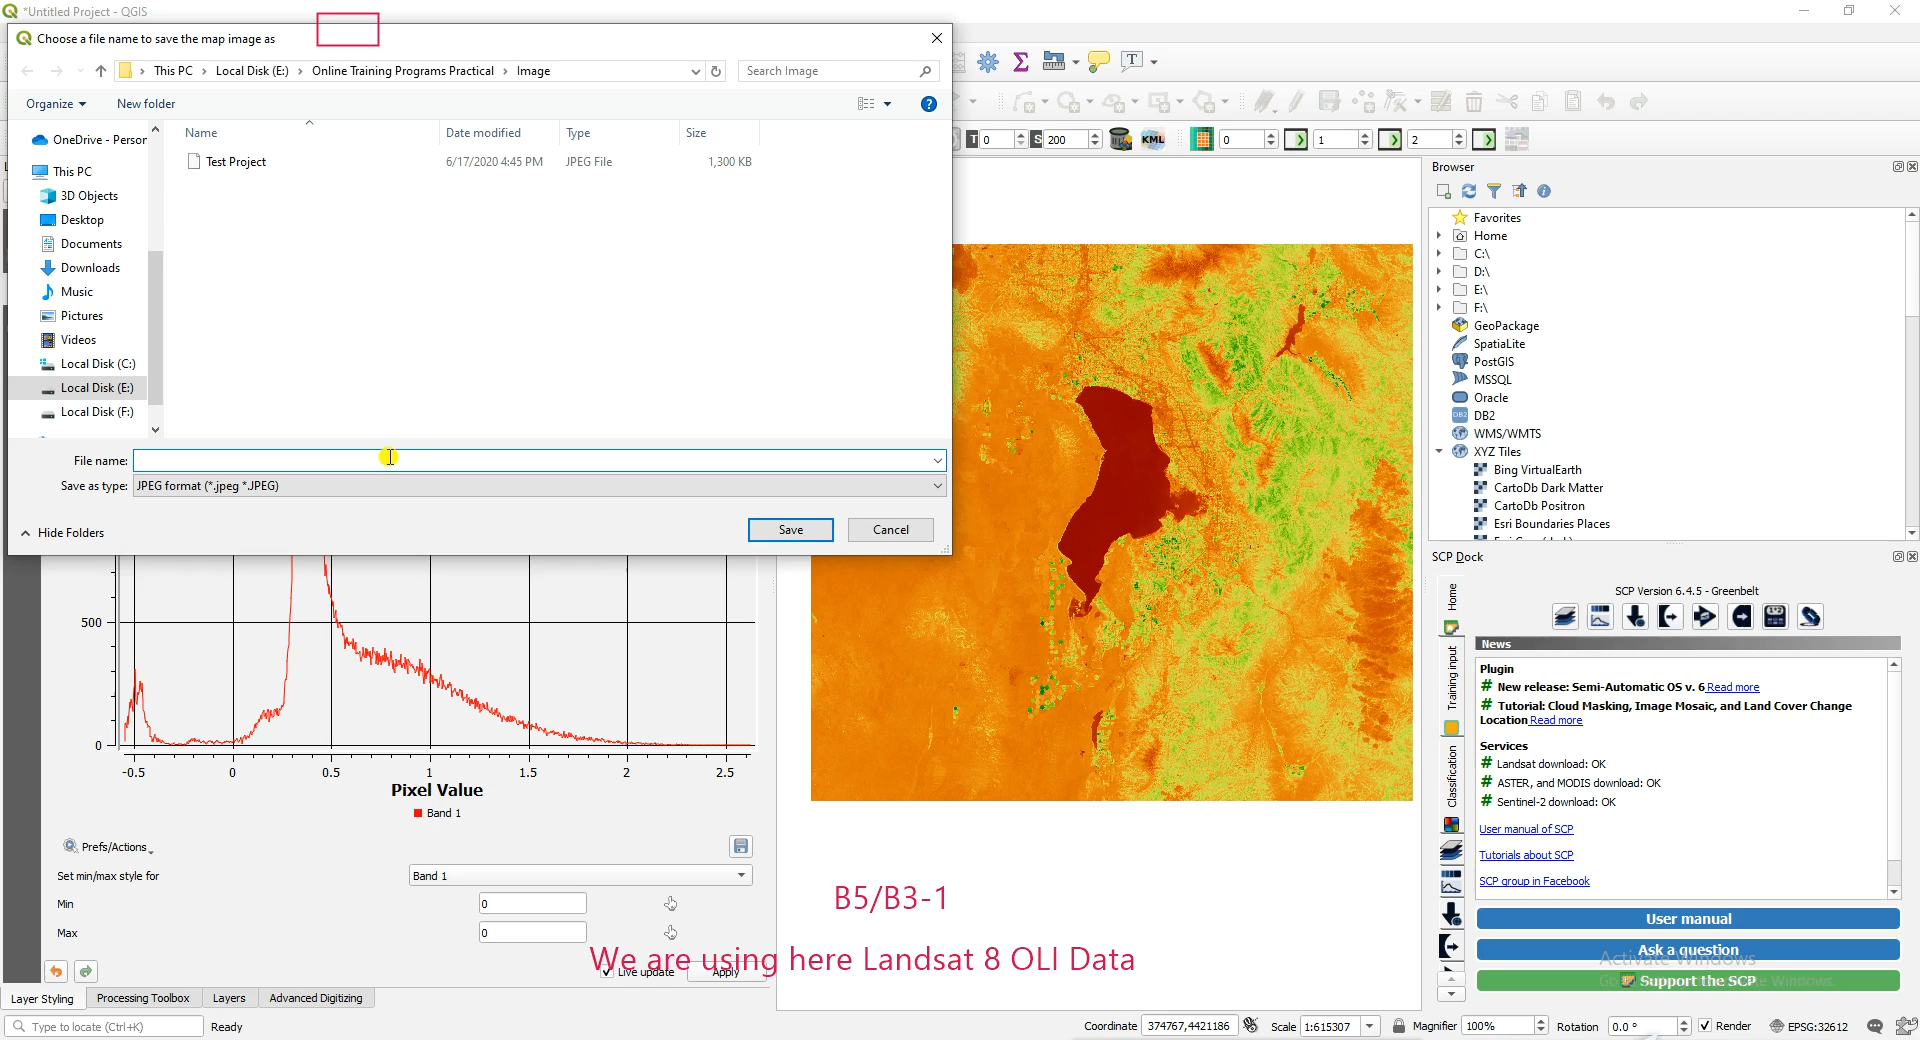 *Untitled Project - QGIS
Choose a file name to save the map image as
This PC > Local Disk (E:) > Online Training Programs Practical > Image
Search Image
Organize
New folder
Name
Date modified
Type
Size
Test Project
6/17/2020 4:45 PM
JPEG File
1,300 KB
OneDrive - Person
This PC
3D Objects
Desktop
Documents
Downloads
Music
Pictures
Videos
Local Disk (C:)
Local Disk (E:)
Local Disk (F:)
File name:
Save as type: JPEG format (*.jpeg *.JPEG)
Hide Folders
Save
Cancel
T 0
S 200
KML
0
1
2
Browser
Favorites
Home
C:\
D:\
E:\
F:\
GeoPackage
SpatiaLite
PostGIS
MSSQL
Oracle
DB2
WMS/WMTS
XYZ Tiles
Bing VirtualEarth
CartoDb Dark Matter
CartoDb Positron
Esri Boundaries Places
SCP Dock
Home
Training input
Classification
SCP Version 6.4.5 - Greenbelt
News
Plugin
# New release: Semi-Automatic OS v. 6 Read more
# Tutorial: Cloud Masking, Image Mosaic, and Land Cover Change
Location Read more
Services
# Landsat download: OK
# ASTER, and MODIS download: OK
# Sentinel-2 download: OK
User manual of SCP
Tutorials about SCP
SCP group in Facebook
User manual
Ask a question
Activate Windows
Support the SCP
500
0
-0.5 0 0.5 1 1.5 2 2.5
Pixel Value
Band 1
Prefs/Actions
Set min/max style for
Band 1
Min
0
Max
0
Live update
Apply
B5/B3-1
We are using here Landsat 8 OLI Data
Layer Styling
Processing Toolbox
Layers
Advanced Digitizing
Type to locate (Ctrl+K)
Ready
Coordinate 374767,4421186
Scale 1:615307
Magnifier 100%
Rotation 0.0 °
Render
EPSG:32612